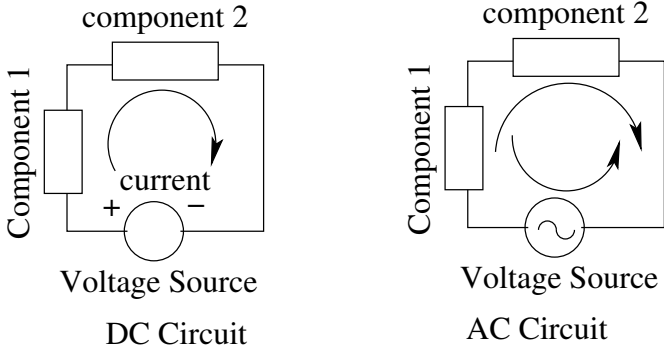 component 2
Component 1
current
+ −
Voltage Source
DC Circuit
component 2
Component 1
Voltage Source
AC Circuit